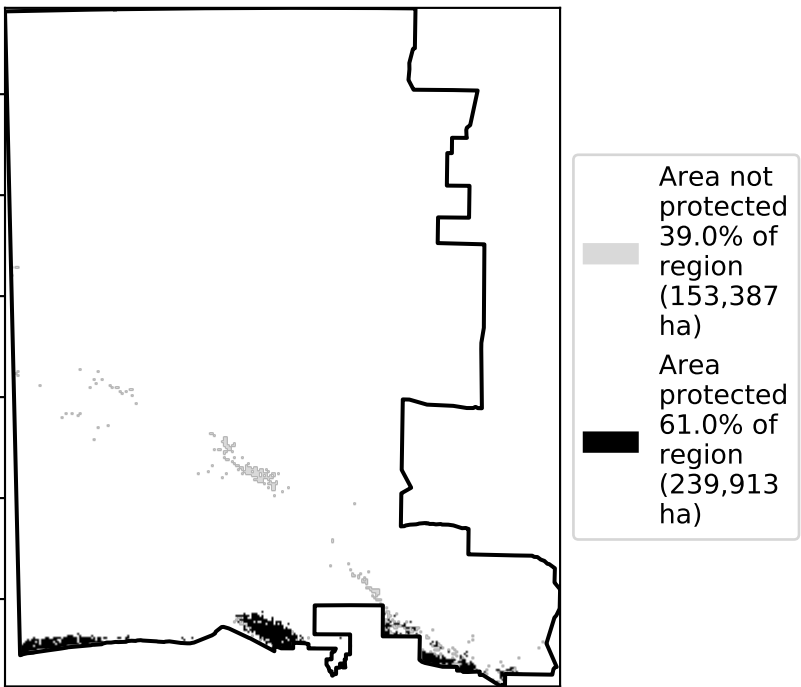 Area not
protected
39.0% of
region
(153,387
ha)
Area
protected
61.0% of
region
(239,913
ha)